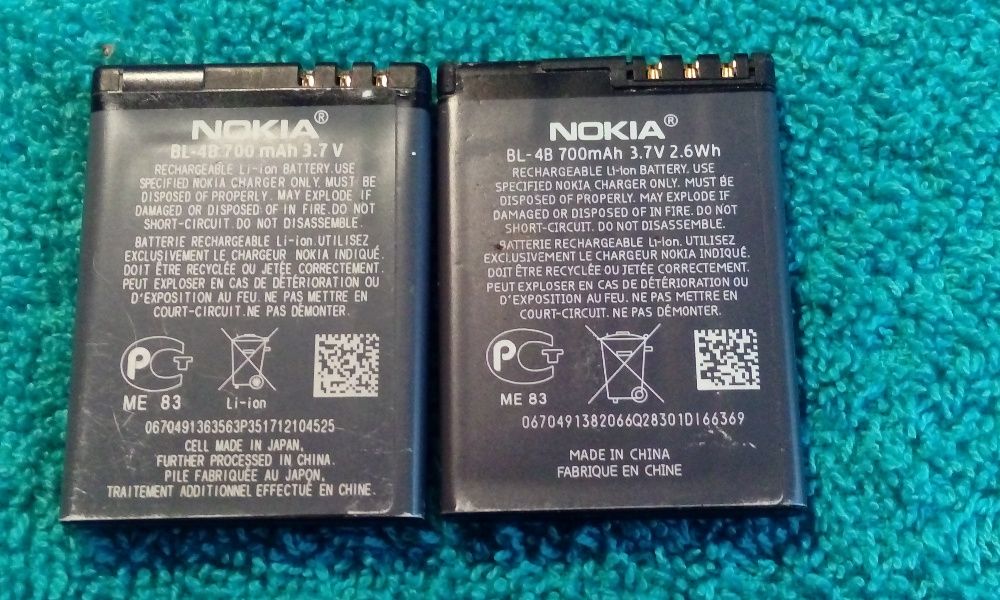 NOKIA®
BL-4B 700 mAh 3.7 V
RECHARGEABLE Li-ion BATTERY. USE
SPECIFIED NOKIA CHARGER ONLY. MUST BE
DISPOSED OF PROPERLY. MAY EXPLODE IF
DAMAGED OR DISPOSED OF IN FIRE. DO NOT
SHORT-CIRCUIT. DO NOT DISASSEMBLE.
BATTERIE RECHARGEABLE Li-ion. UTILISEZ
EXCLUSIVEMENT LE CHARGEUR NOKIA INDIQUÉ.
DOIT ÊTRE RECYCLÉE OU JETÉE CORRECTEMENT.
PEUT EXPLOSER EN CAS DE DÉTÉRIORATION OU
D'EXPOSITION AU FEU. NE PAS METTRE EN
COURT-CIRCUIT. NE PAS DÉMONTER.
PCT
ME 83
Li-ion
0670491363563P351712104525
CELL MADE IN JAPAN,
FURTHER PROCESSED IN CHINA.
PILE FABRIQUÉE AU JAPON,
TRAITEMENT ADDITIONNEL EFFECTUÉ EN CHINE.
NOKIA®
BL-4B 700mAh 3.7V 2.6Wh
RECHARGEABLE Li-ion BATTERY. USE
SPECIFIED NOKIA CHARGER ONLY. MUST BE
DISPOSED OF PROPERLY. MAY EXPLODE IF
DAMAGED OR DISPOSED OF IN FIRE. DO NOT
SHORT-CIRCUIT. DO NOT DISASSEMBLE.
BATTERIE RECHARGEABLE Li-ion. UTILISEZ
EXCLUSIVEMENT LE CHARGEUR NOKIA INDIQUÉ.
DOIT ÊTRE RECYCLÉE OU JETÉE CORRECTEMENT.
PEUT EXPLOSER EN CAS DE DÉTÉRIORATION OU
D'EXPOSITION AU FEU. NE PAS METTRE EN
COURT-CIRCUIT. NE PAS DÉMONTER.
PCT
ME 83
0670491382066Q28301D166369
MADE IN CHINA
FABRIQUE EN CHINE